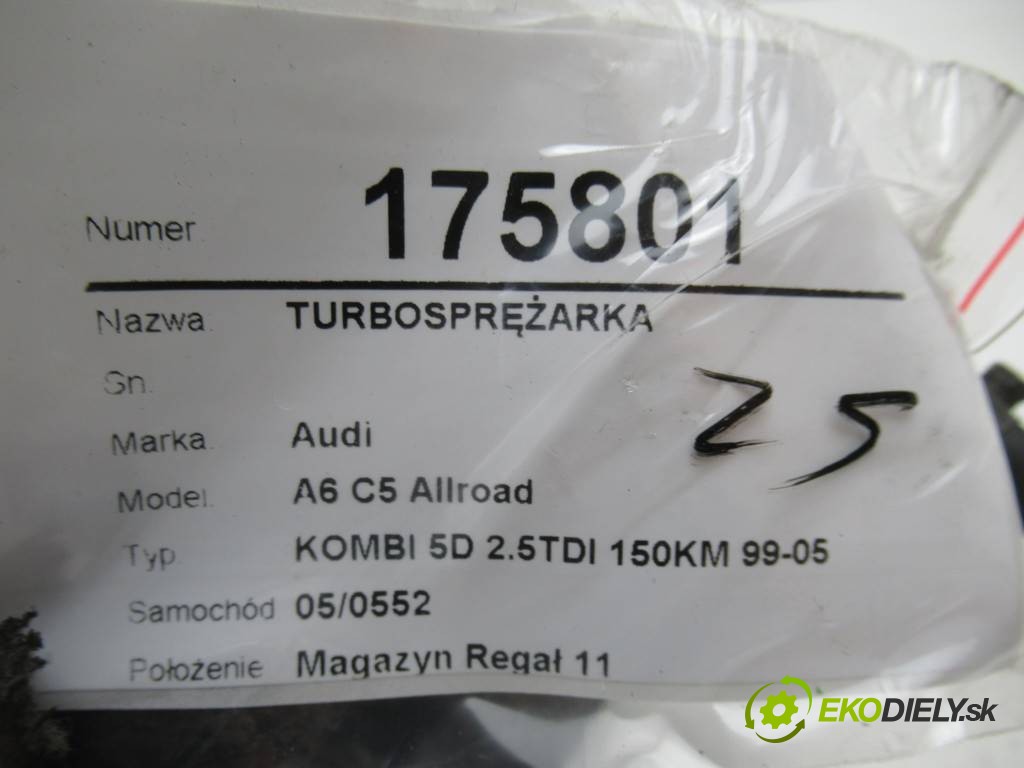 Numer 175801
Nazwa. TURBOSPRĘŻARKA
Sn.
Marka. Audi
25
Model. A6 C5 Allroad
Typ. KOMBI 5D 2.5TDI 150KM 99-05
Samochód 05/0552
Położenie Magazyn Regał 11
EKODIELY.sk